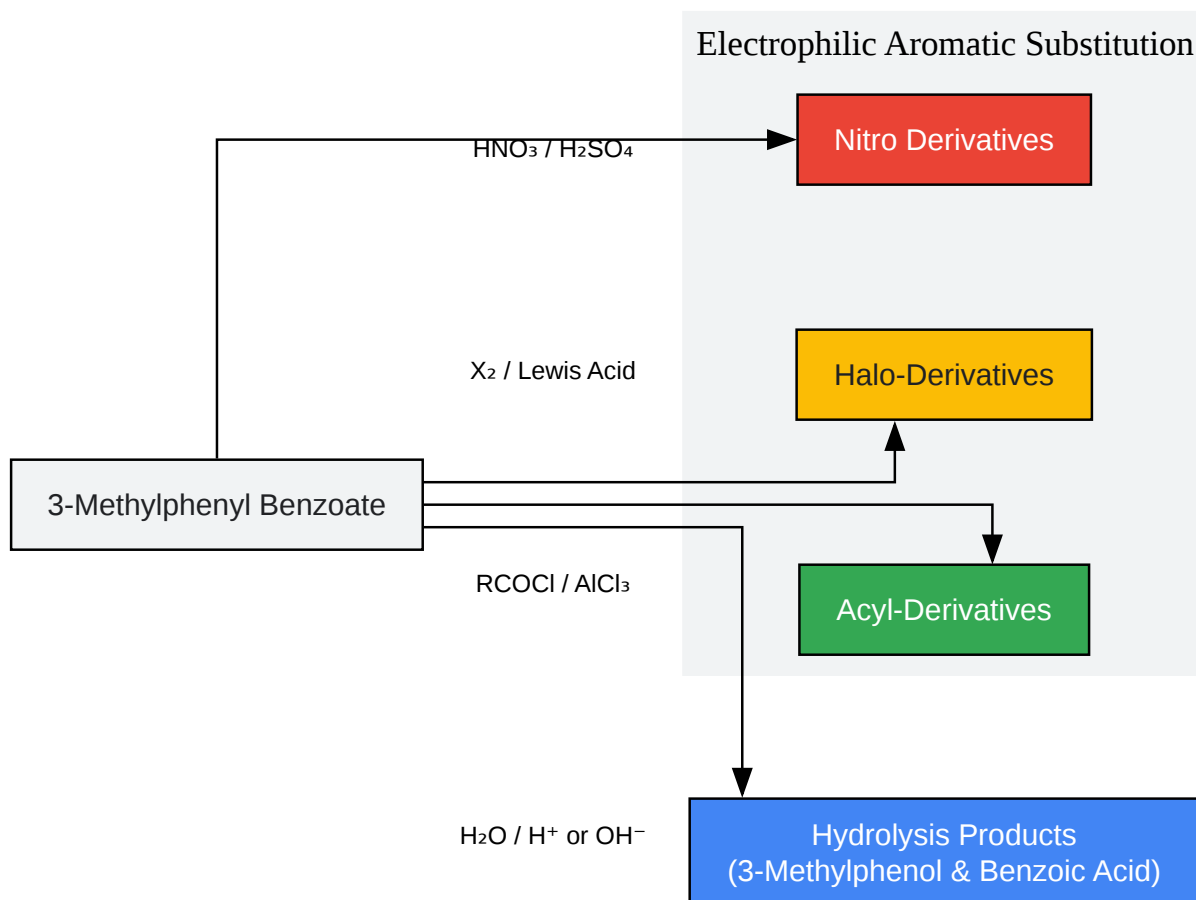 Electrophilic Aromatic Substitution
Nitro Derivatives
HNO₃ / H₂SO₄
X₂ / Lewis Acid
Halo-Derivatives
3-Methylphenyl Benzoate
RCOCl / AlCl₃
Acyl-Derivatives
H₂O / H⁺ or OH⁻
Hydrolysis Products
(3-Methylphenol & Benzoic Acid)